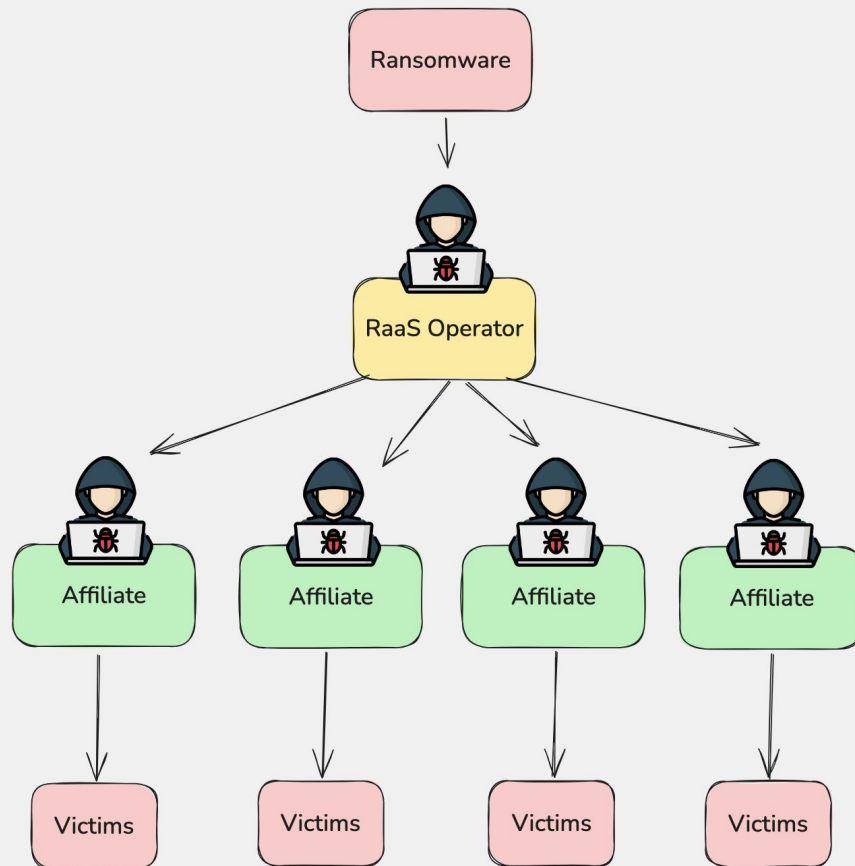 Ransomware
RaaS Operator
Affiliate
Affiliate
Affiliate
Affiliate
Victims
Victims
Victims
Victims